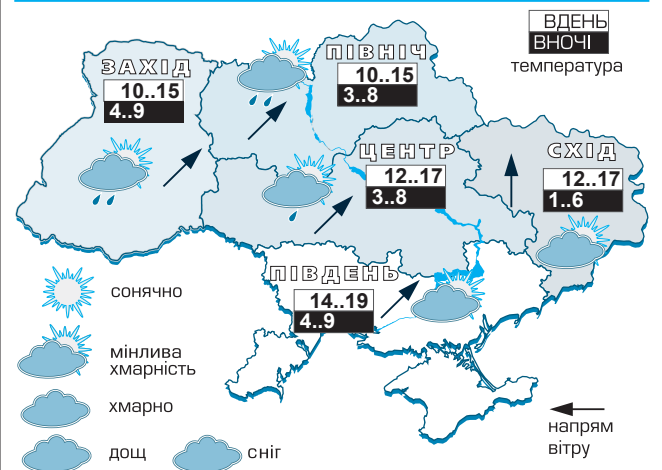 ВДЕНЬ
ВНОЧІ
температура
ПІВНІЧ
10..15
3..8
ЗАХІД
10..15
4..9
ЦЕНТР
12..17
3..8
СХІД
12..17
1..6
ПІВДЕНЬ
14..19
4..9
сонячно
мінлива
хмарність
хмарно
дощ
сніг
напрям
вітру